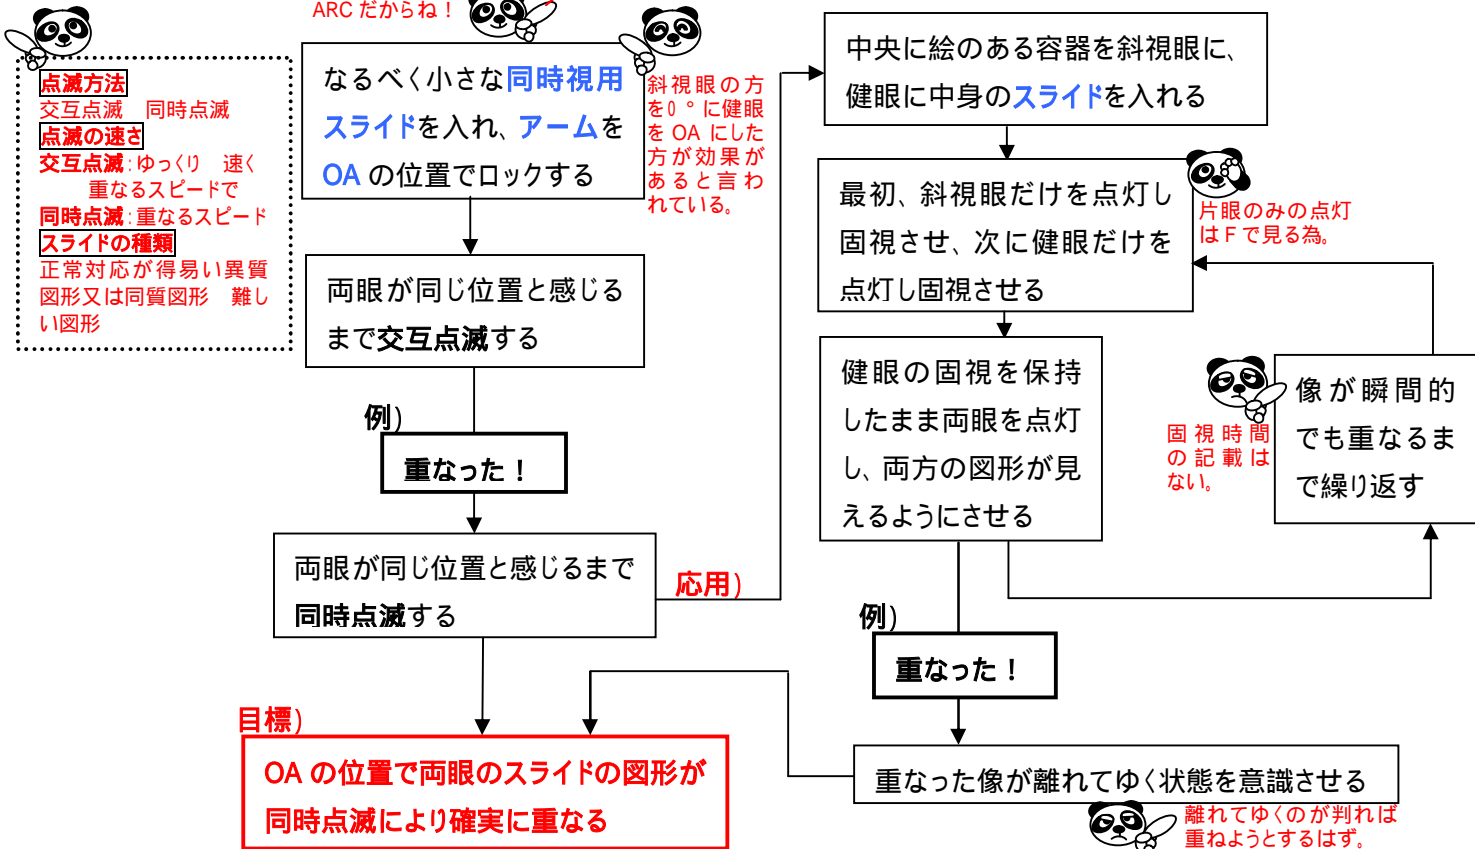 ARC だからね！
点滅方法
交互点滅　同時点滅
点滅の速さ
交互点滅：ゆっくり　速く
重なるスピードで
同時点滅：重なるスピード
スライドの種類
正常対応が得易い異質
図形又は同質図形　難し
い図形
なるべく小さな同時視用
スライドを入れ、アームを
OA の位置でロックする
斜視眼の方
を0°に健眼
を OA にした
方が効果が
あると言わ
れている。
両眼が同じ位置と感じる
まで交互点滅する
例）
重なった！
両眼が同じ位置と感じるまで
同時点滅する
応用）
目標）
OA の位置で両眼のスライドの図形が
同時点滅により確実に重なる
中央に絵のある容器を斜視眼に、
健眼に中身のスライドを入れる
最初、斜視眼だけを点灯し
固視させ、次に健眼だけを
点灯し固視させる
片眼のみの点灯
は F で見る為。
健眼の固視を保持
したまま両眼を点灯
し、両方の図形が見
えるようにさせる
固視時間
の記載は
ない。
像が瞬間的
でも重なるま
で繰り返す
例）
重なった！
重なった像が離れてゆく状態を意識させる
離れてゆくのが判れば
重ねようとするはず。